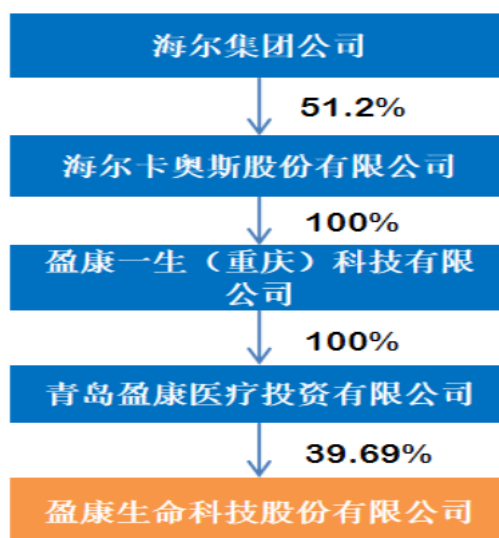 海尔集团公司
51.2%
海尔卡奥斯股份有限公司
100%
盈康一生（重庆）科技有限
公司
100%
青岛盈康医疗投资有限公司
39.69%
盈康生命科技股份有限公司